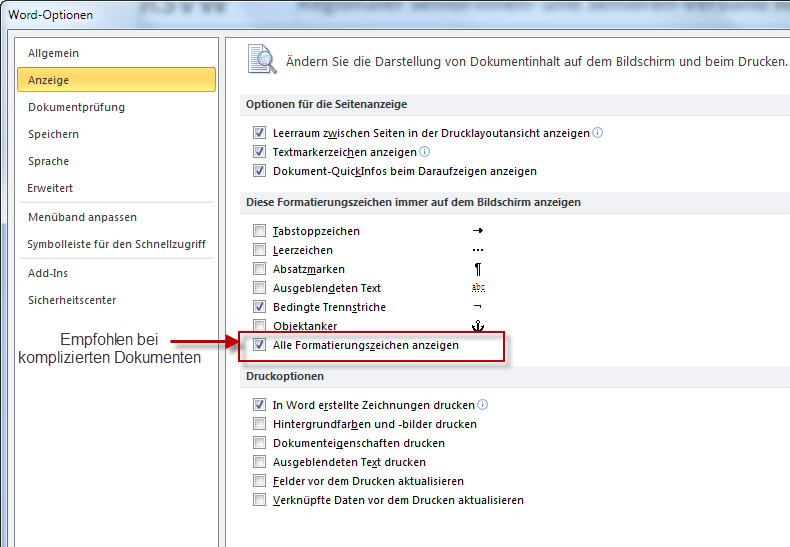 Word-Optionen
Allgemein
Anzeige
Dokumentprüfung
Speichern
Sprache
Erweitert
Menüband anpassen
Symbolleiste für den Schnellzugriff
Add-Ins
Sicherheitscenter
Empfohlen bei
komplizierten Dokumenten
Ändern Sie die Darstellung von Dokumentinhalt auf dem Bildschirm und beim Drucken.
Optionen für die Seitenanzeige
Leerraum zwischen Seiten in der Drucklayoutansicht anzeigen
Textmarkerzeichen anzeigen
Dokument-QuickInfos beim Daraufzeigen anzeigen
Diese Formatierungszeichen immer auf dem Bildschirm anzeigen
Tabstoppzeichen →
Leerzeichen ···
Absatzmarken ¶
Ausgeblendeten Text abc
Bedingte Trennstriche ¬
Objektanker
Alle Formatierungszeichen anzeigen
Druckoptionen
In Word erstellte Zeichnungen drucken
Hintergrundfarben und -bilder drucken
Dokumenteigenschaften drucken
Ausgeblendeten Text drucken
Felder vor dem Drucken aktualisieren
Verknüpfte Daten vor dem Drucken aktualisieren